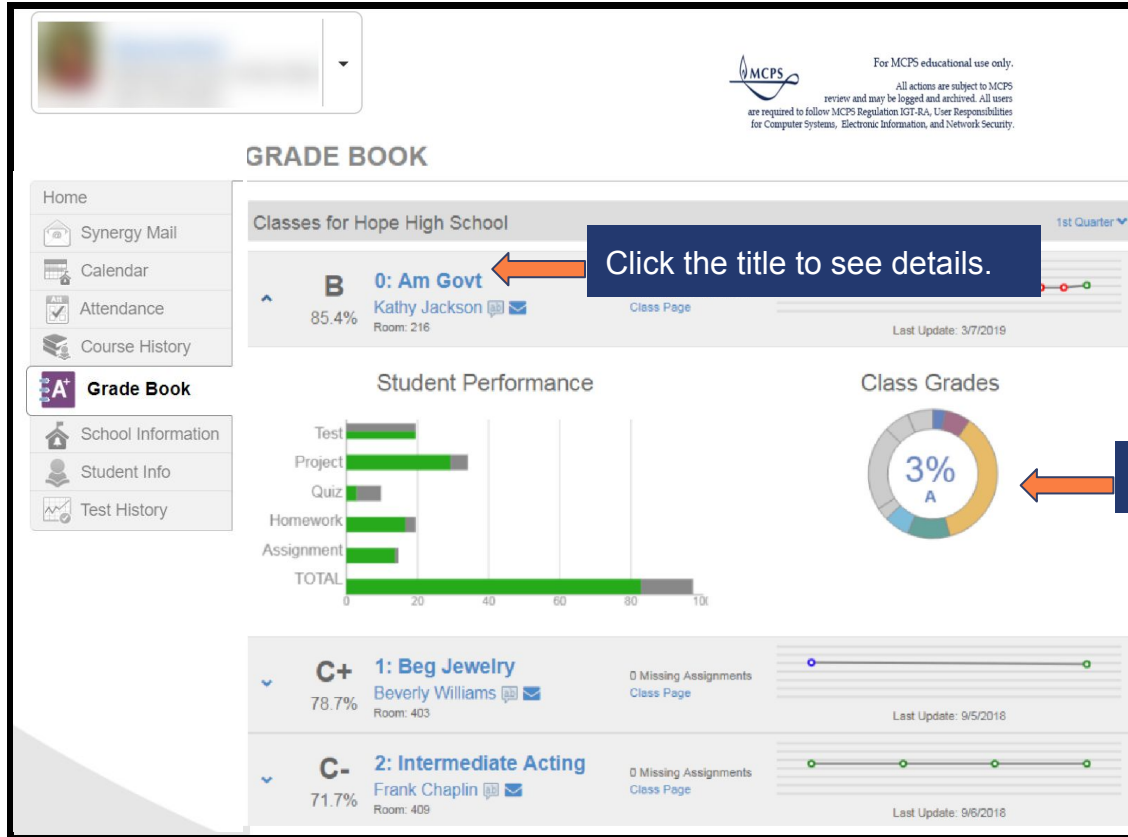 MCPS
For MCPS educational use only.
All actions are subject to MCPS
review and may be logged and archived. All users
are required to follow MCPS Regulation IGT-RA, User Responsibilities
for Computer Systems, Electronic Information, and Network Security.
GRADE BOOK
Home
Synergy Mail
Calendar
Attendance
Course History
A+ Grade Book
School Information
Student Info
Test History
Classes for Hope High School
1st Quarter
Click the title to see details.
B
85.4%
0: Am Govt
Kathy Jackson
Room: 216
Class Page
Last Update: 3/7/2019
Student Performance
Test
Project
Quiz
Homework
Assignment
TOTAL
0 20 40 60 80 100
Class Grades
3%
A
C+
78.7%
1: Beg Jewelry
Beverly Williams
Room: 403
0 Missing Assignments
Class Page
Last Update: 9/5/2018
C-
71.7%
2: Intermediate Acting
Frank Chaplin
Room: 409
0 Missing Assignments
Class Page
Last Update: 9/6/2018